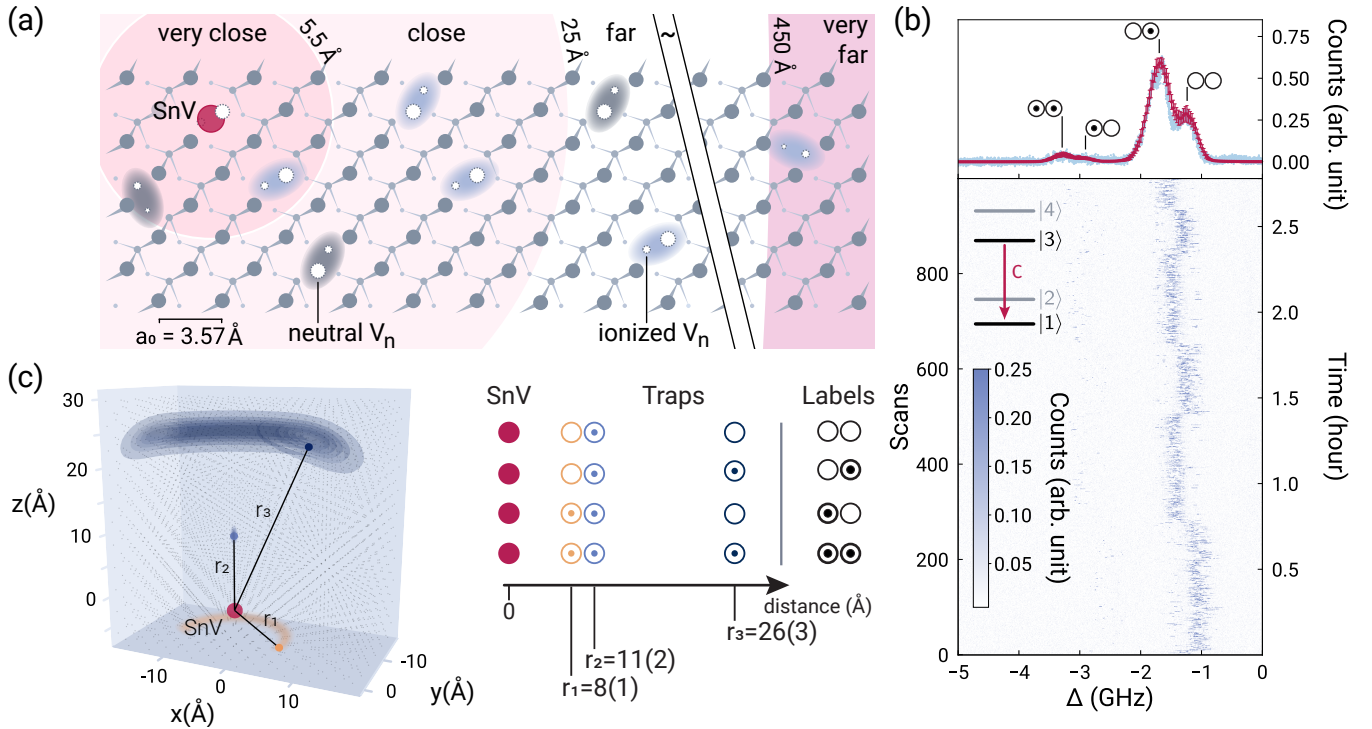 (a)
very close
5.5 Å
close
25 Å
far
~
450 Å
very
far
SnV
a₀ = 3.57 Å
neutral Vₙ
ionized Vₙ
(b)
0.75
0.50
0.25
0.00
Counts (arb. unit)
|4⟩
|3⟩
C
|2⟩
|1⟩
0.25
0.20
0.15
0.10
0.05
Counts (arb. unit)
800
600
400
200
0
Scans
2.5
2.0
1.5
1.0
0.5
Time (hour)
−5
−4
−3
−2
−1
0
Δ (GHz)
(c)
30
20
10
0
z(Å)
r₃
r₂
r₁
SnV
−10
0
10
x(Å)
−10
0
y(Å)
SnV
Traps
Labels
0
distance (Å)
r₃=26(3)
r₂=11(2)
r₁=8(1)